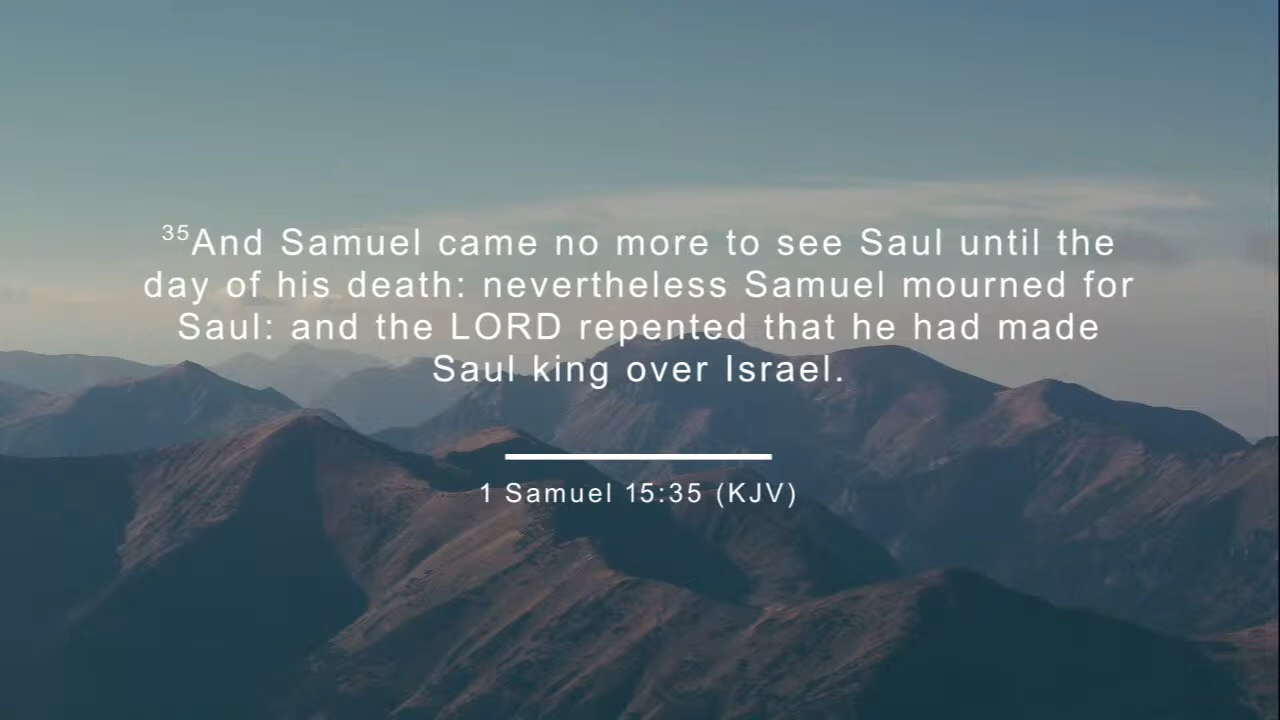 ³⁵And Samuel came no more to see Saul until the
day of his death: nevertheless Samuel mourned for
Saul: and the LORD repented that he had made
Saul king over Israel.
1 Samuel 15:35 (KJV)